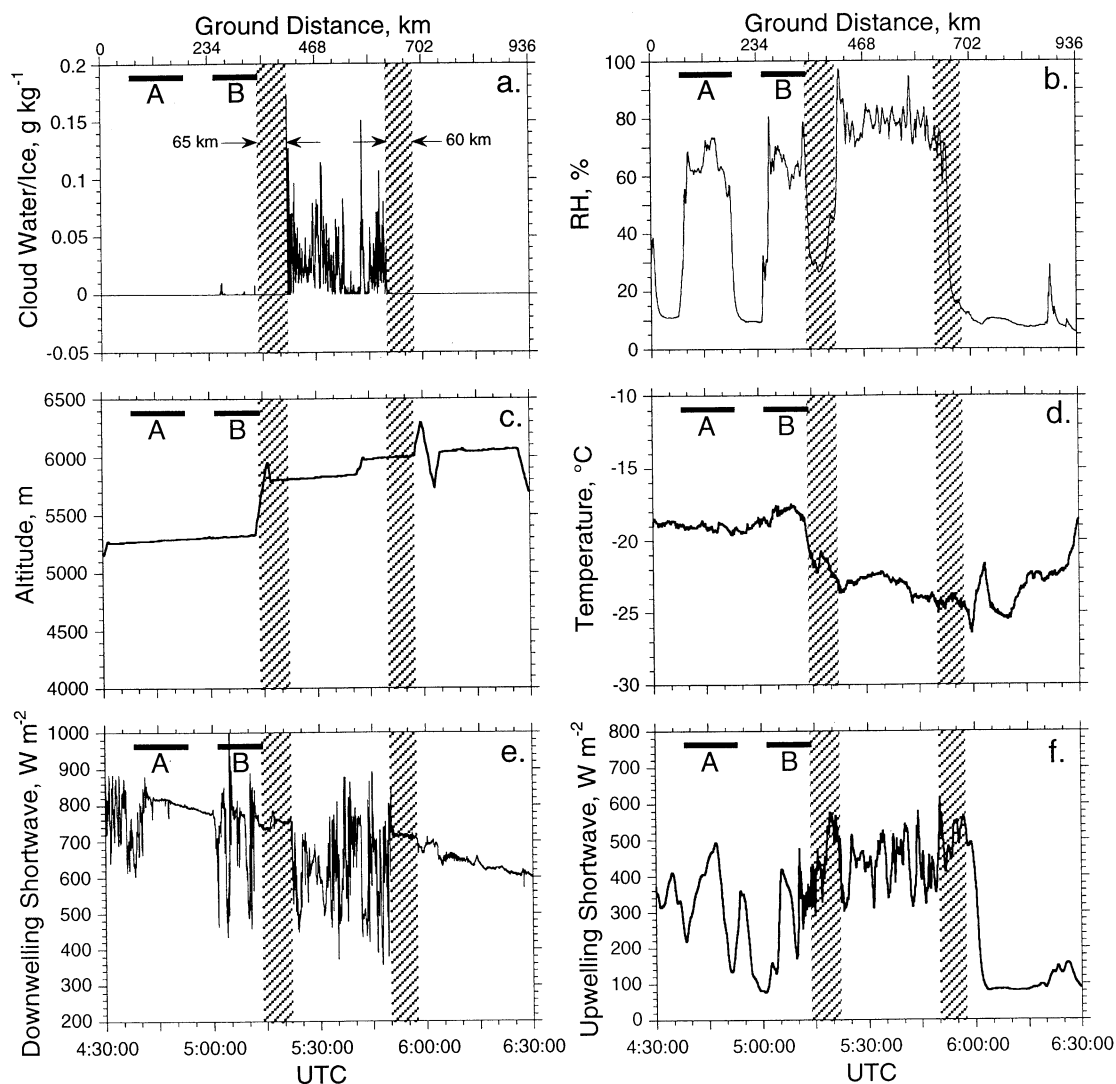 Ground Distance, km
0 234 468 702 936
Cloud Water/Ice, g kg-1
0.2
0.15
0.1
0.05
0
-0.05
A
B
a.
65 km
60 km
Ground Distance, km
0 234 468 702 936
RH, %
100
80
60
40
20
0
A
B
b.
Altitude, m
6500
6000
5500
5000
4500
4000
A
B
c.
Temperature, °C
-10
-15
-20
-25
-30
A
B
d.
Downwelling Shortwave, W m-2
1000
900
800
700
600
500
400
300
200
A
B
e.
4:30:00 5:00:00 5:30:00 6:00:00 6:30:00
UTC
Upwelling Shortwave, W m-2
800
700
600
500
400
300
200
100
0
A
B
f.
4:30:00 5:00:00 5:30:00 6:00:00 6:30:00
UTC